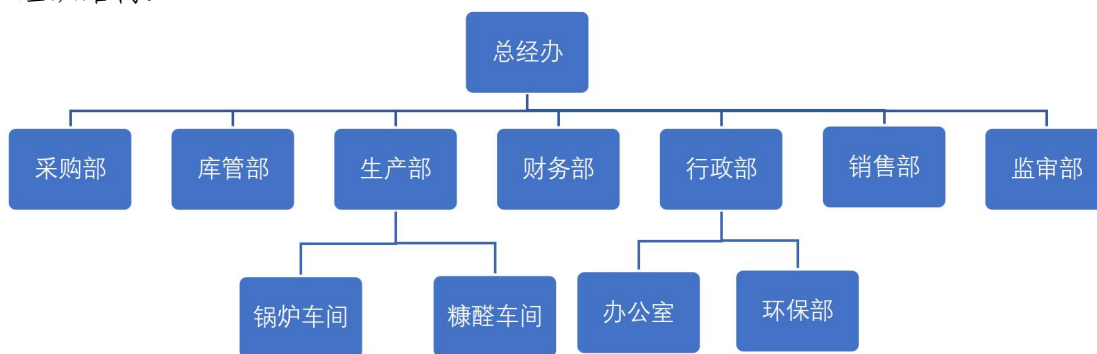 总经办
采购部
库管部
生产部
财务部
行政部
销售部
监审部
锅炉车间
糠醛车间
办公室
环保部